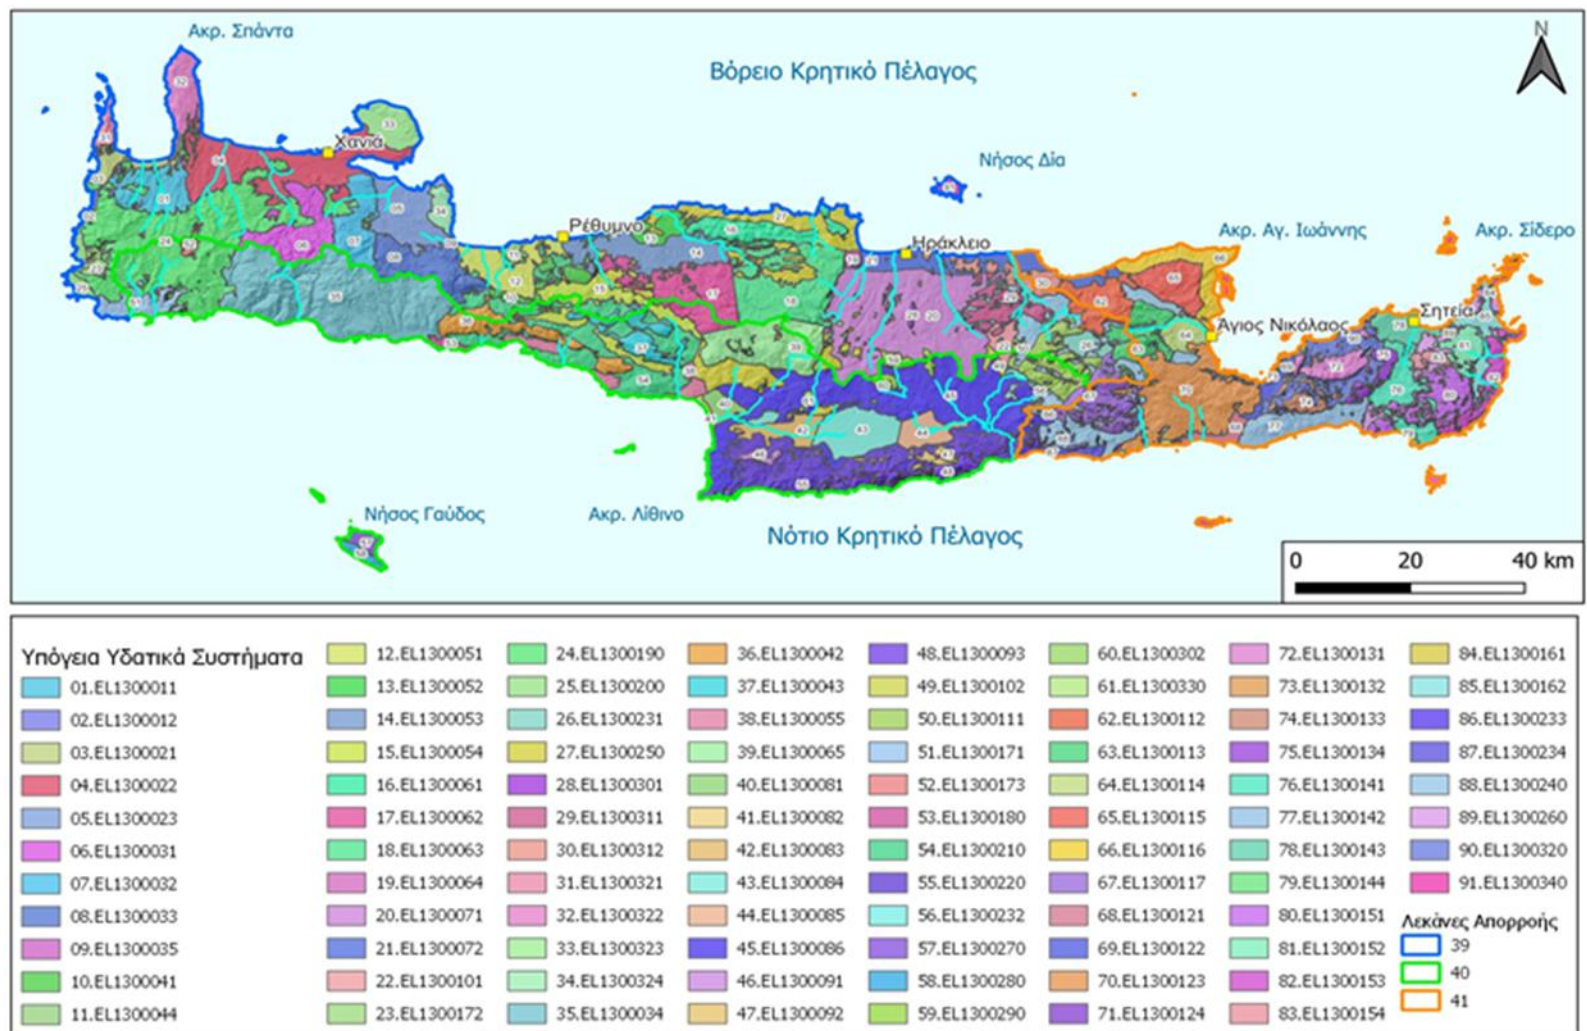 Ακρ. Σπάντα
Βόρειο Κρητικό Πέλαγος
N
Χανιά
Νήσος Δία
Ρέθυμνο
Ηράκλειο
Ακρ. Αγ. Ιωάννης
Ακρ. Σίδερο
Άγιος Νικόλαος
Σητεία
Νήσος Γαύδος
Ακρ. Λίθινο
Νότιο Κρητικό Πέλαγος
0 20 40 km
Υπόγεια Υδατικά Συστήματα
01.EL1300011
02.EL1300012
03.EL1300021
04.EL1300022
05.EL1300023
06.EL1300031
07.EL1300032
08.EL1300033
09.EL1300035
10.EL1300041
11.EL1300044
12.EL1300051
13.EL1300052
14.EL1300053
15.EL1300054
16.EL1300061
17.EL1300062
18.EL1300063
19.EL1300064
20.EL1300071
21.EL1300072
22.EL1300101
23.EL1300172
24.EL1300190
25.EL1300200
26.EL1300231
27.EL1300250
28.EL1300301
29.EL1300311
30.EL1300312
31.EL1300321
32.EL1300322
33.EL1300323
34.EL1300324
35.EL1300034
36.EL1300042
37.EL1300043
38.EL1300055
39.EL1300065
40.EL1300081
41.EL1300082
42.EL1300083
43.EL1300084
44.EL1300085
45.EL1300086
46.EL1300091
47.EL1300092
48.EL1300093
49.EL1300102
50.EL1300111
51.EL1300171
52.EL1300173
53.EL1300180
54.EL1300210
55.EL1300220
56.EL1300232
57.EL1300270
58.EL1300280
59.EL1300290
60.EL1300302
61.EL1300330
62.EL1300112
63.EL1300113
64.EL1300114
65.EL1300115
66.EL1300116
67.EL1300117
68.EL1300121
69.EL1300122
70.EL1300123
71.EL1300124
72.EL1300131
73.EL1300132
74.EL1300133
75.EL1300134
76.EL1300141
77.EL1300142
78.EL1300143
79.EL1300144
80.EL1300151
81.EL1300152
82.EL1300153
83.EL1300154
84.EL1300161
85.EL1300162
86.EL1300233
87.EL1300234
88.EL1300240
89.EL1300260
90.EL1300320
91.EL1300340
Λεκάνες Απορροής
39
40
41